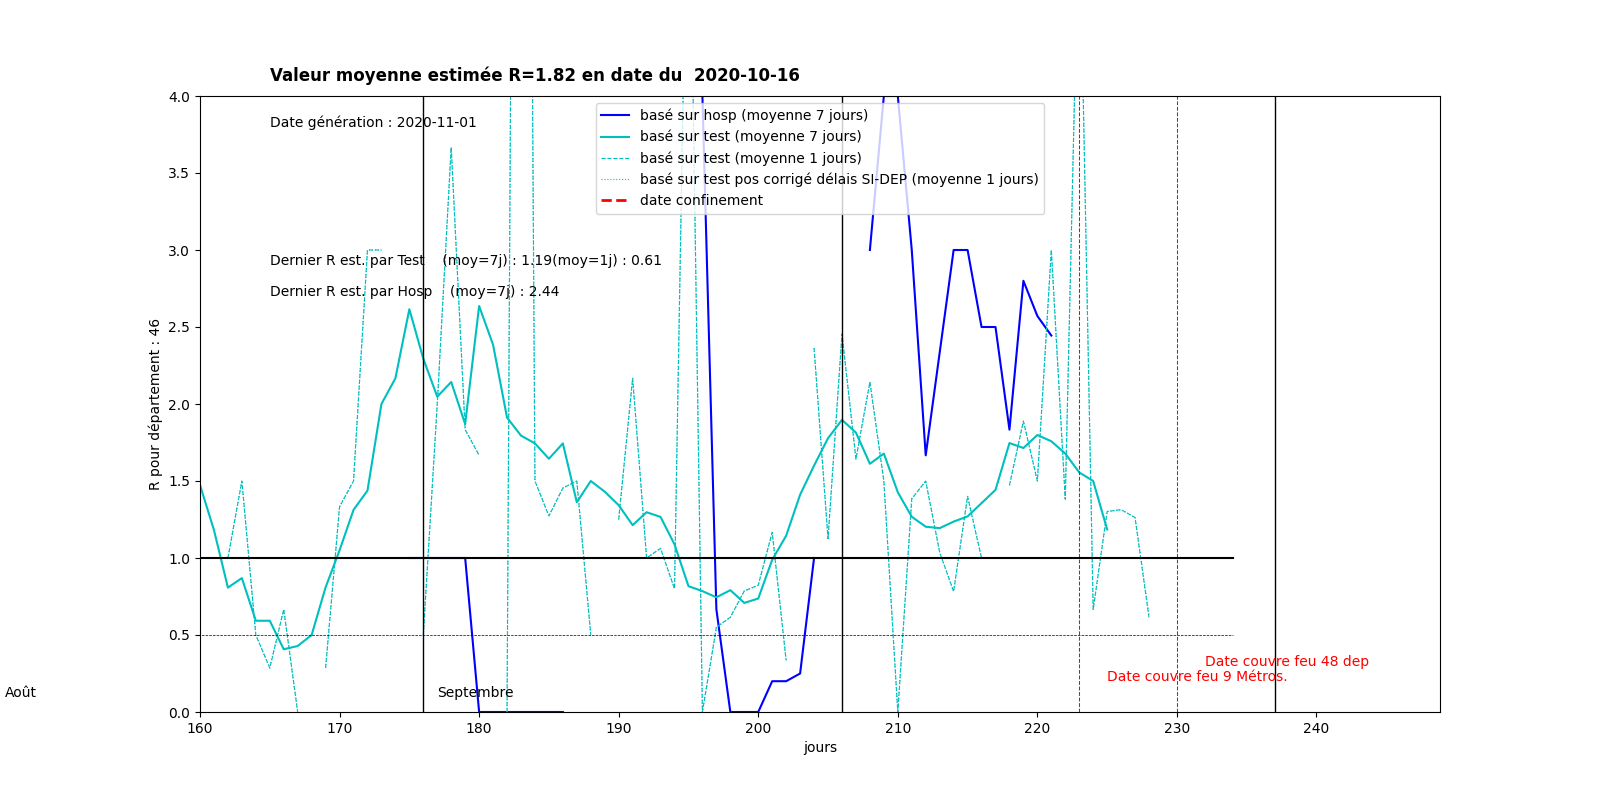 Valeur moyenne estimée R=1.82 en date du  2020-10-16
4.0
Date génération : 2020-11-01
basé sur hosp (moyenne 7 jours)
basé sur test (moyenne 7 jours)
basé sur test (moyenne 1 jours)
basé sur test pos corrigé délais SI-DEP (moyenne 1 jours)
date confinement
3.5
3.0
Dernier R est. par Test    (moy=7j) : 1.19(moy=1j) : 0.61
Dernier R est. par Hosp    (moy=7j) : 2.44
2.5
2.0
1.5
1.0
0.5
0.0
R pour département : 46
Date couvre feu 48 dep
Date couvre feu 9 Métros.
Août
Septembre
160 170 180 190 200 210 220 230 240
jours